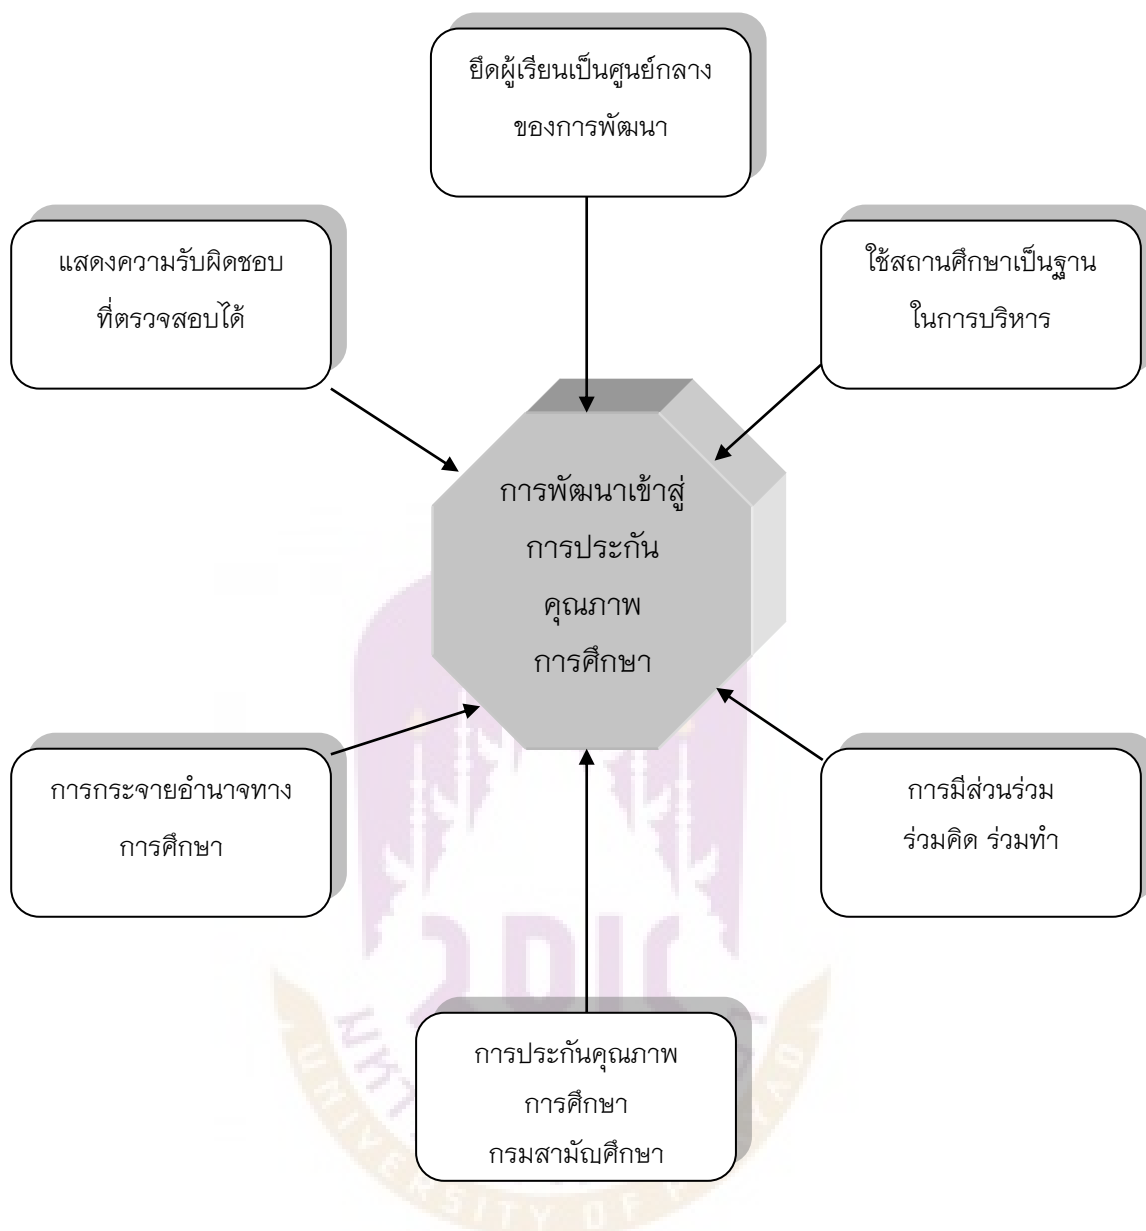 ยึดผู้เรียนเป็นศูนย์กลาง
ของการพัฒนา
แสดงความรับผิดชอบ
ที่ตรวจสอบได้
ใช้สถานศึกษาเป็นฐาน
ในการบริหาร
การพัฒนาเข้าสู่
การประกัน
คุณภาพ
การศึกษา
การกระจายอำนาจทาง
การศึกษา
การมีส่วนร่วม
ร่วมคิด ร่วมทำ
การประกันคุณภาพ
การศึกษา
กรมสามัญศึกษา
UNIVERSITY OF